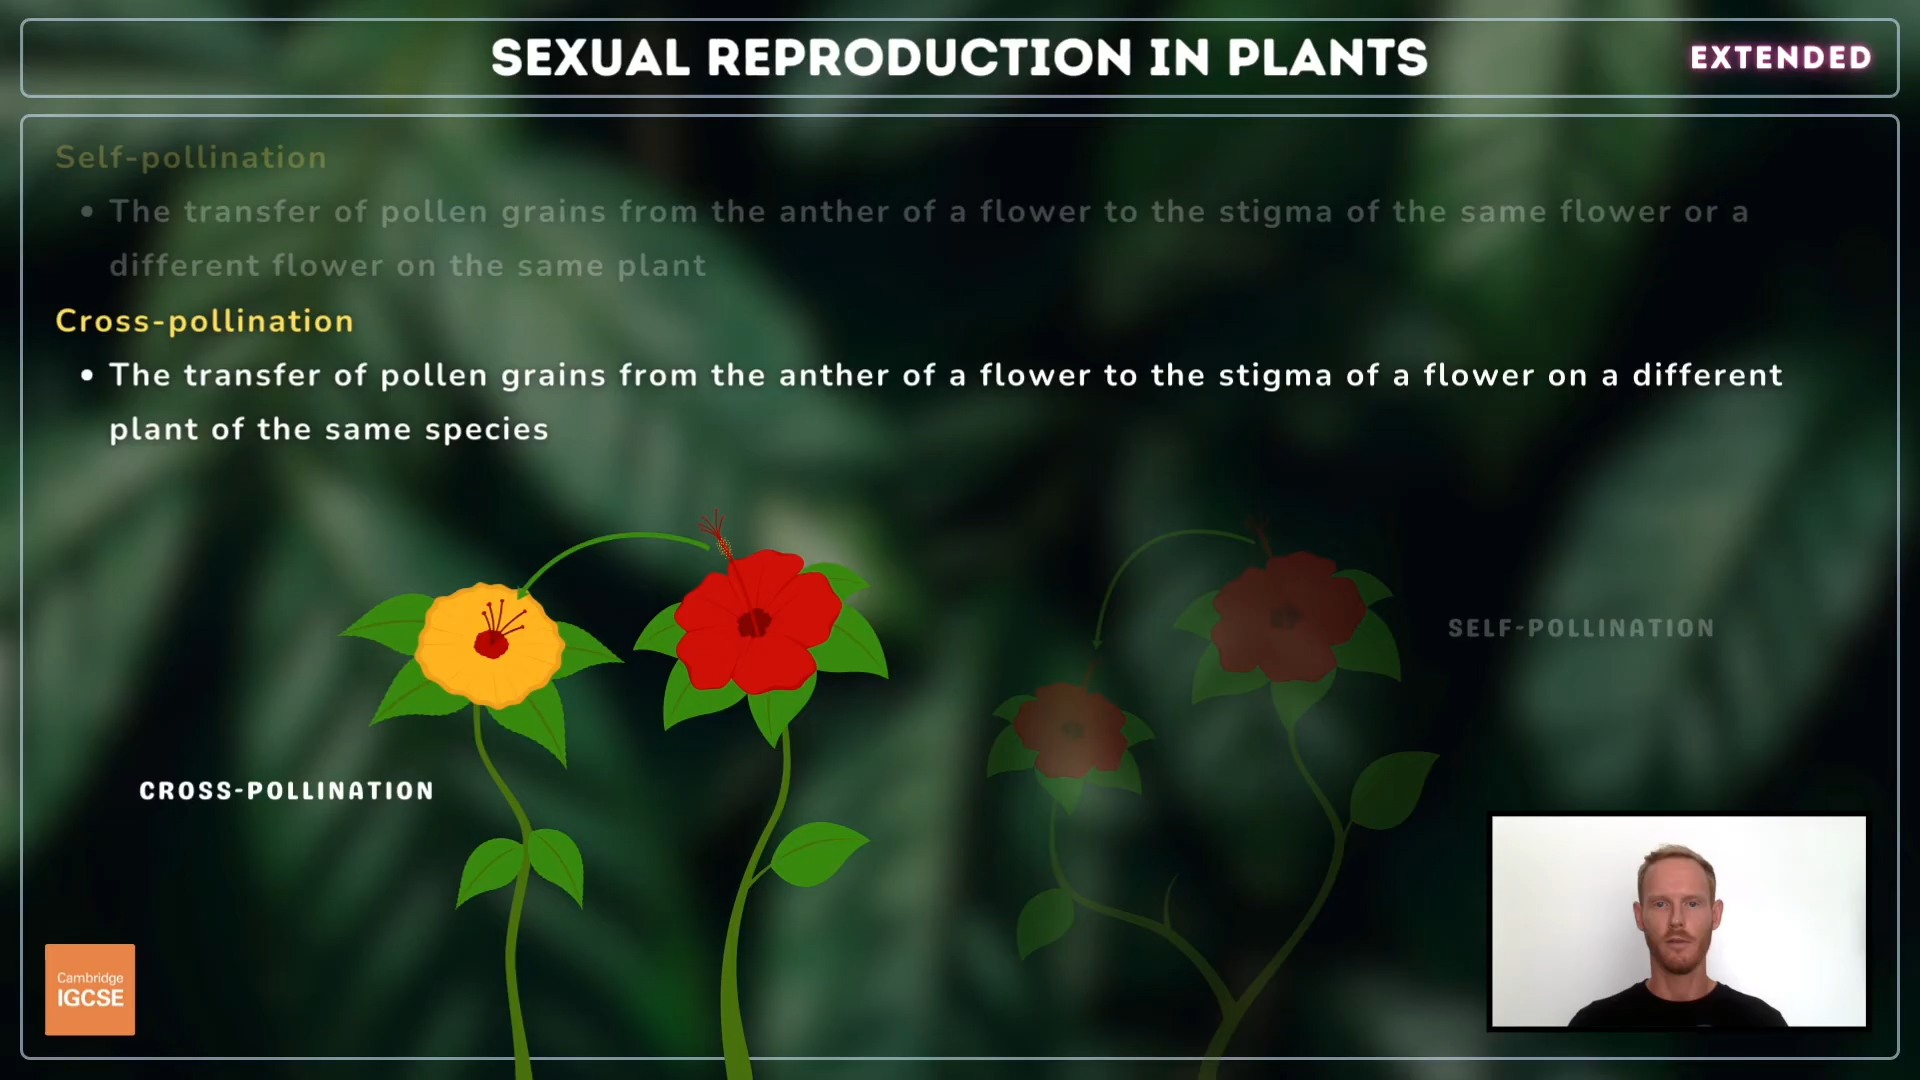 SEXUAL REPRODUCTION IN PLANTS
EXTENDED
Self-pollination
• The transfer of pollen grains from the anther of a flower to the stigma of the same flower or a
different flower on the same plant
Cross-pollination
• The transfer of pollen grains from the anther of a flower to the stigma of a flower on a different
plant of the same species
SELF-POLLINATION
CROSS-POLLINATION
Cambridge
IGCSE